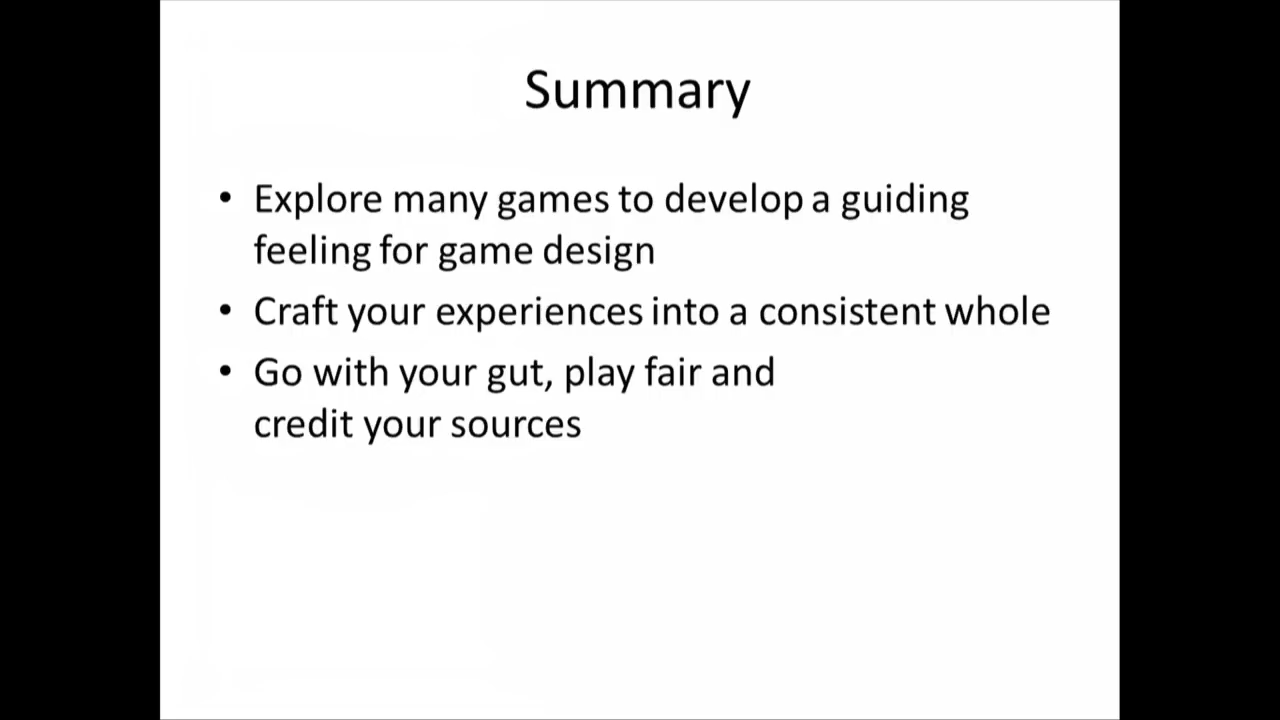 Summary
• Explore many games to develop a guiding
feeling for game design
• Craft your experiences into a consistent whole
• Go with your gut, play fair and
credit your sources